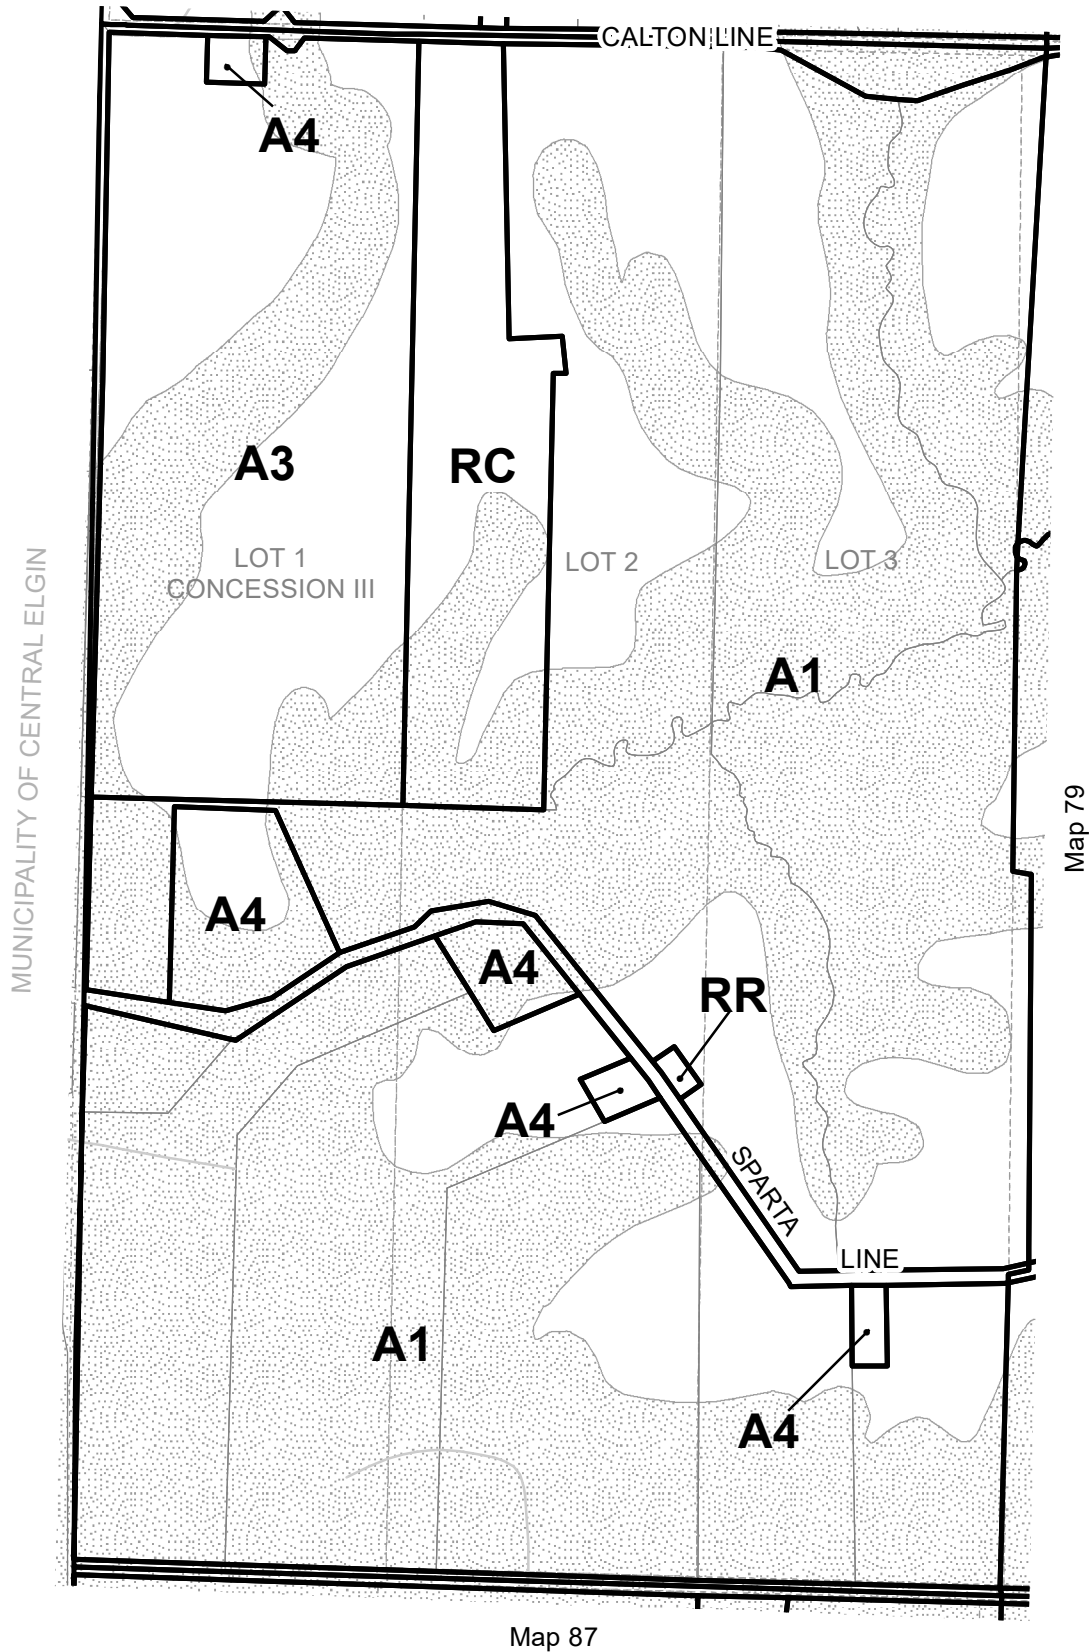 CALTON LINE
A4
A3
RC
LOT 1
CONCESSION III
LOT 2
LOT 3
MUNICIPALITY OF CENTRAL ELGIN
A1
Map 79
A4
A4
RR
A4
SPARTA
LINE
A1
A4
Map 87